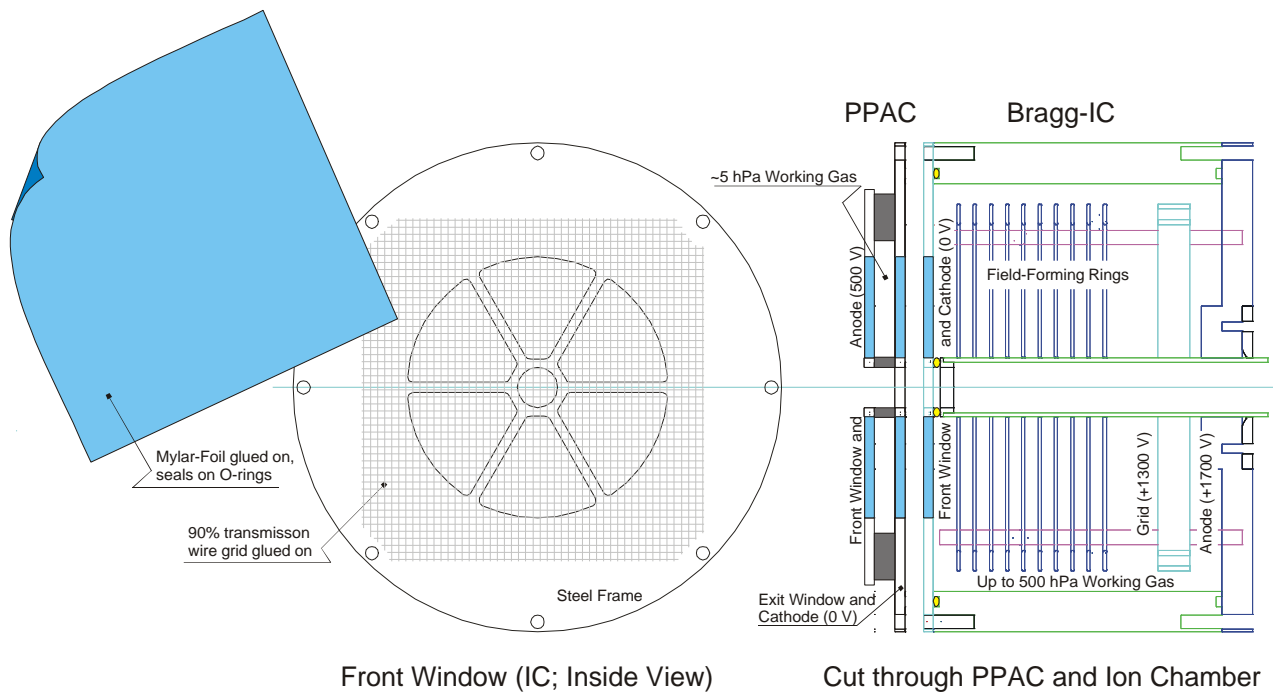 PPAC
Bragg-IC
~5 hPa Working Gas
Anode (500 V)
and Cathode (0 V)
Field-Forming Rings
Mylar-Foil glued on,
seals on O-rings
90% transmisson
wire grid glued on
Steel Frame
Front Window and
Front Window
Grid (+1300 V)
Anode (+1700 V)
Up to 500 hPa Working Gas
Exit Window and
Cathode (0 V)
Front Window (IC; Inside View)
Cut through PPAC and Ion Chamber